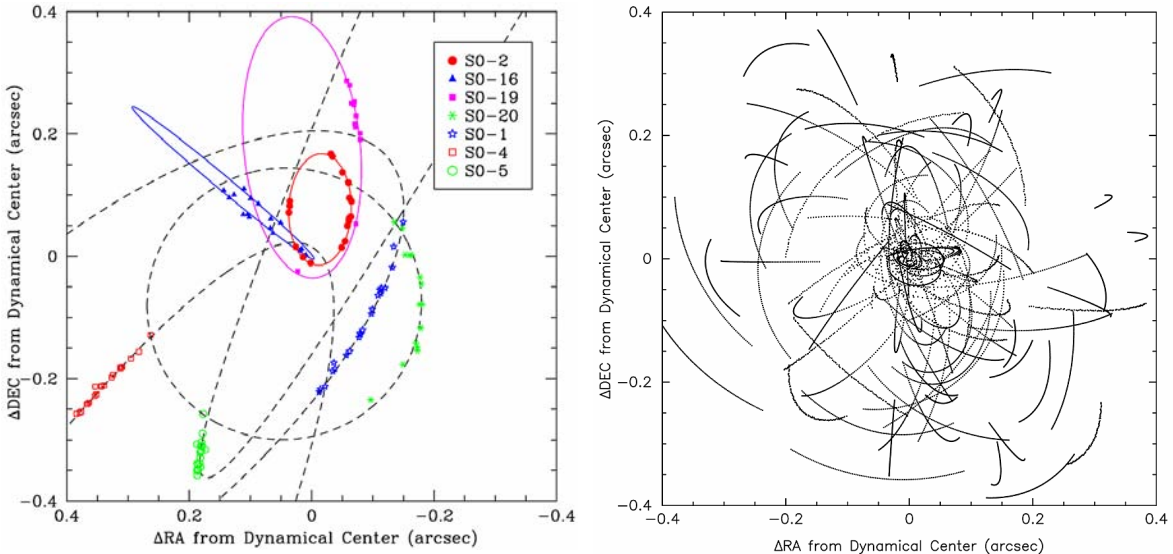 0.4
0.2
0
−0.2
−0.4
0.4
0.2
0
−0.2
−0.4
ΔDEC from Dynamical Center (arcsec)
ΔRA from Dynamical Center (arcsec)
S0−2
S0−16
S0−19
S0−20
S0−1
S0−4
S0−5
0.4
0.2
0
−0.2
−0.4
−0.4
−0.2
0
0.2
0.4
ΔDEC from Dynamical Center (arcsec)
ΔRA from Dynamical Center (arcsec)